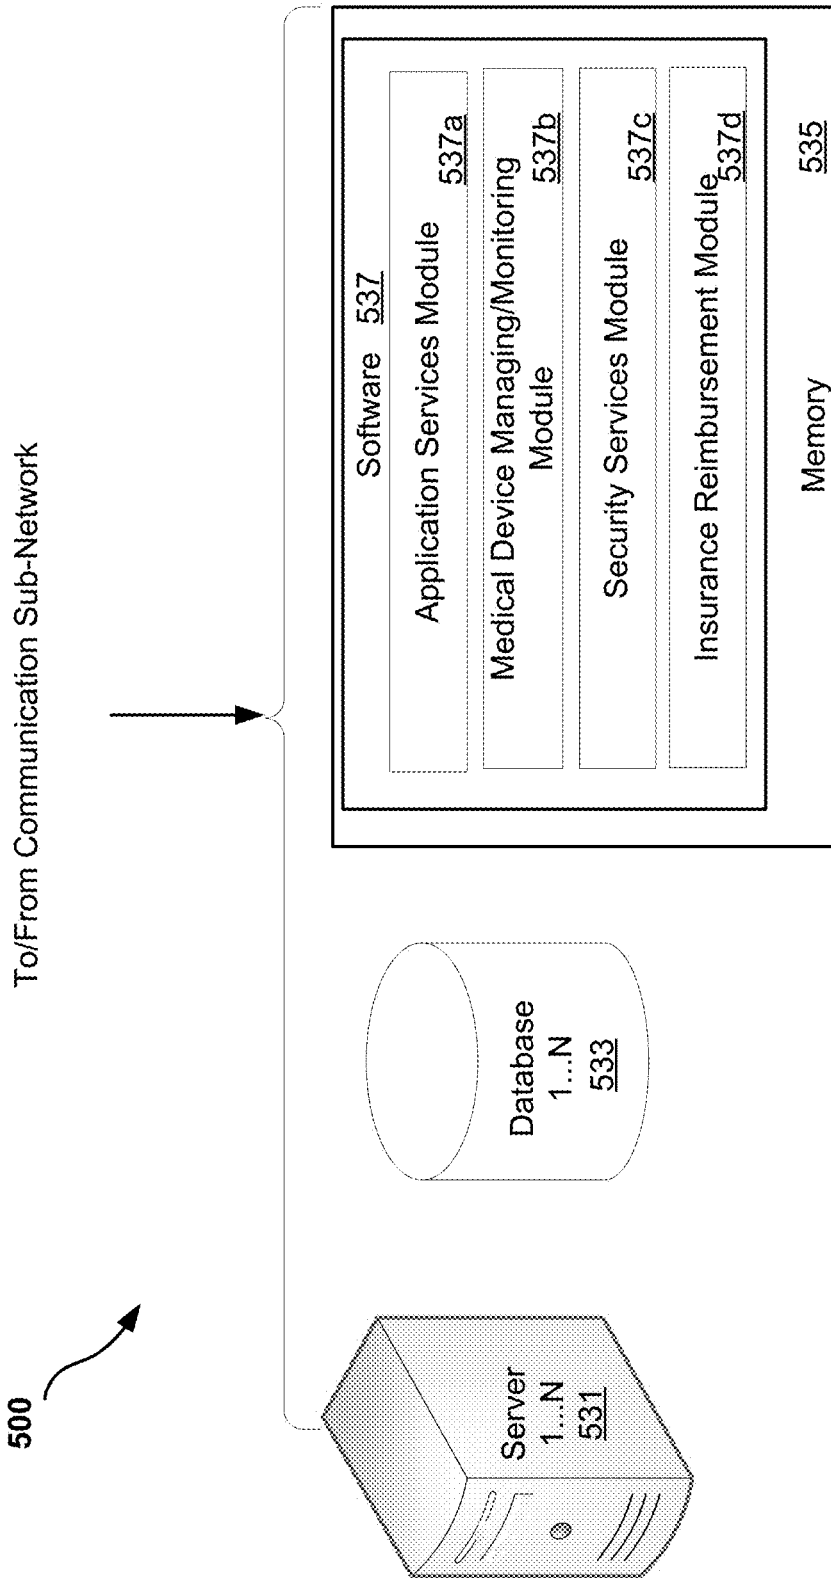 500
To/From Communication Sub-Network
Server
1...N
531
Database
1...N
533
Software 537
Application Services Module
537a
Medical Device Managing/Monitoring
Module
537b
Security Services Module
537c
Insurance Reimbursement Module
537d
Memory
535